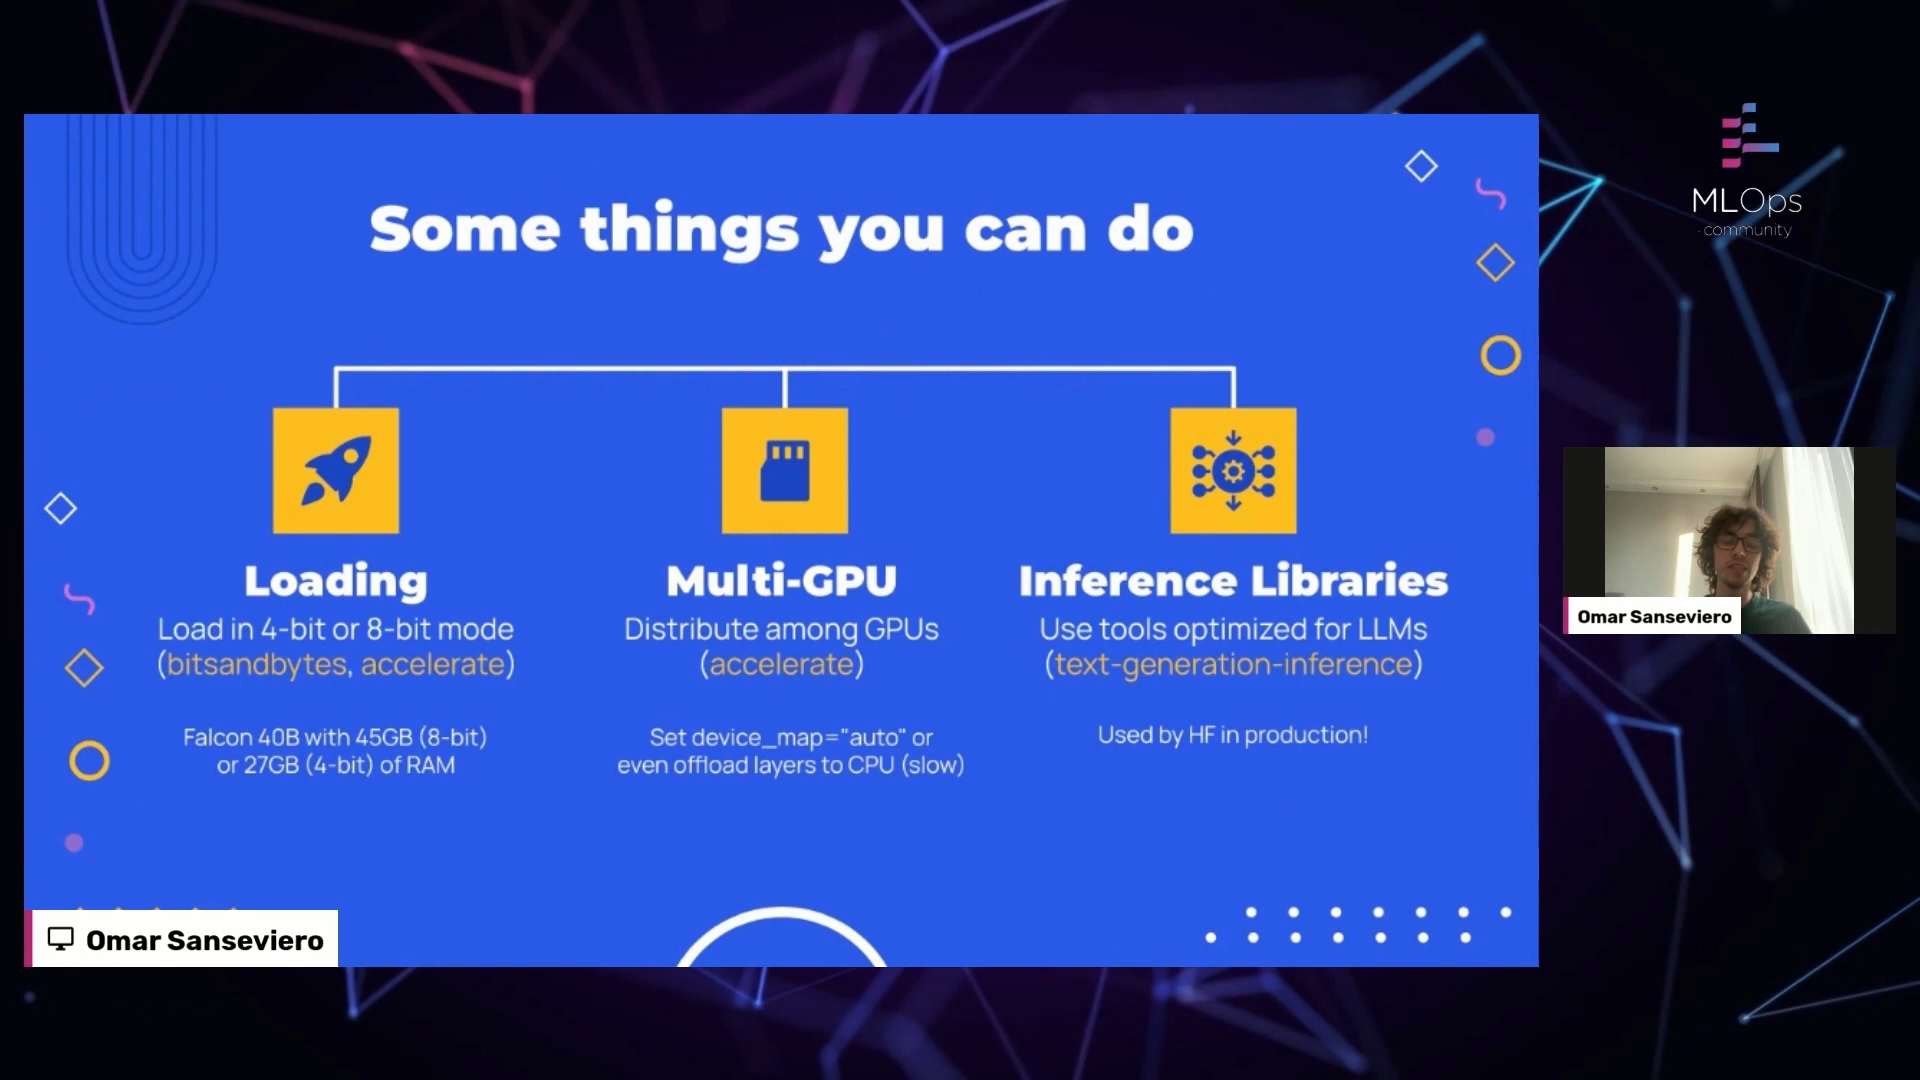 Some things you can do
Loading
Load in 4-bit or 8-bit mode
(bitsandbytes, accelerate)
Falcon 40B with 45GB (8-bit)
or 27GB (4-bit) of RAM
Multi-GPU
Distribute among GPUs
(accelerate)
Set device_map="auto" or
even offload layers to CPU (slow)
Inference Libraries
Use tools optimized for LLMs
(text-generation-inference)
Used by HF in production!
Omar Sanseviero
MLOps
community
Omar Sanseviero